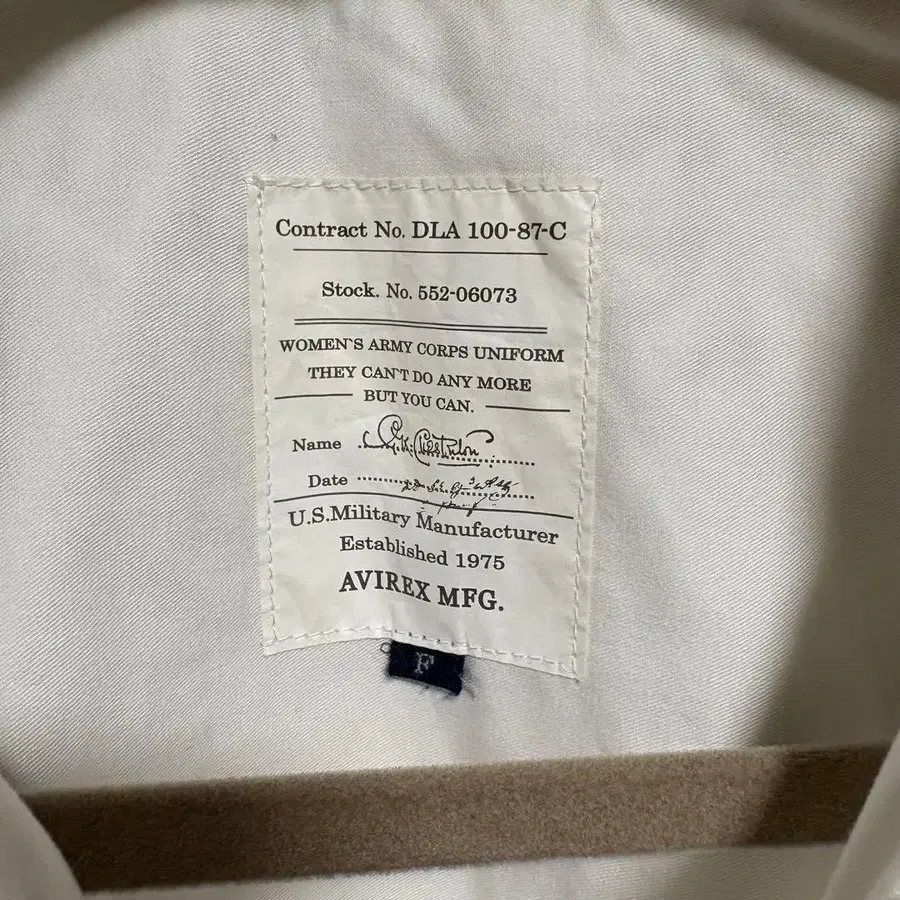 Contract No. DLA 100-87-C
Stock. No. 552-06073
WOMEN`S ARMY CORPS UNIFORM
THEY CAN`T DO ANY MORE
BUT YOU CAN.
Name
Date
U.S.Military Manufacturer
Established 1975
AVIREX MFG.
F